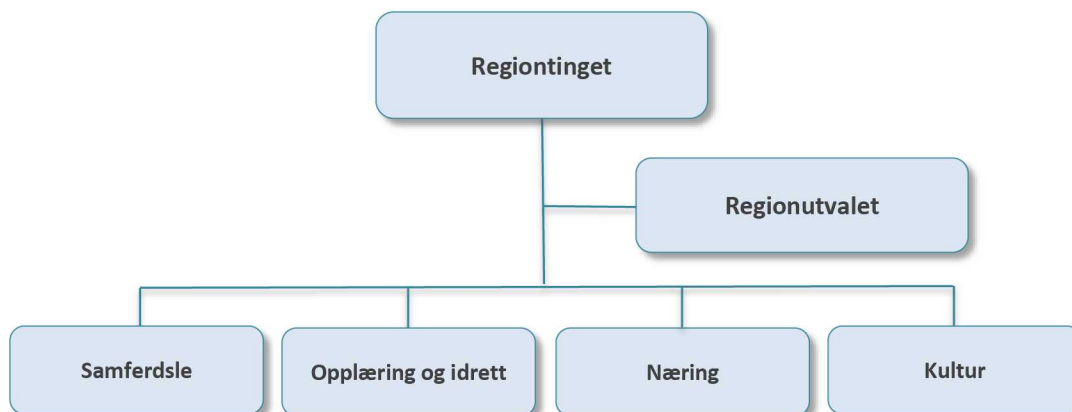 Regiontinget
Regionutvalet
Samferdsle
Opplæring og idrett
Næring
Kultur